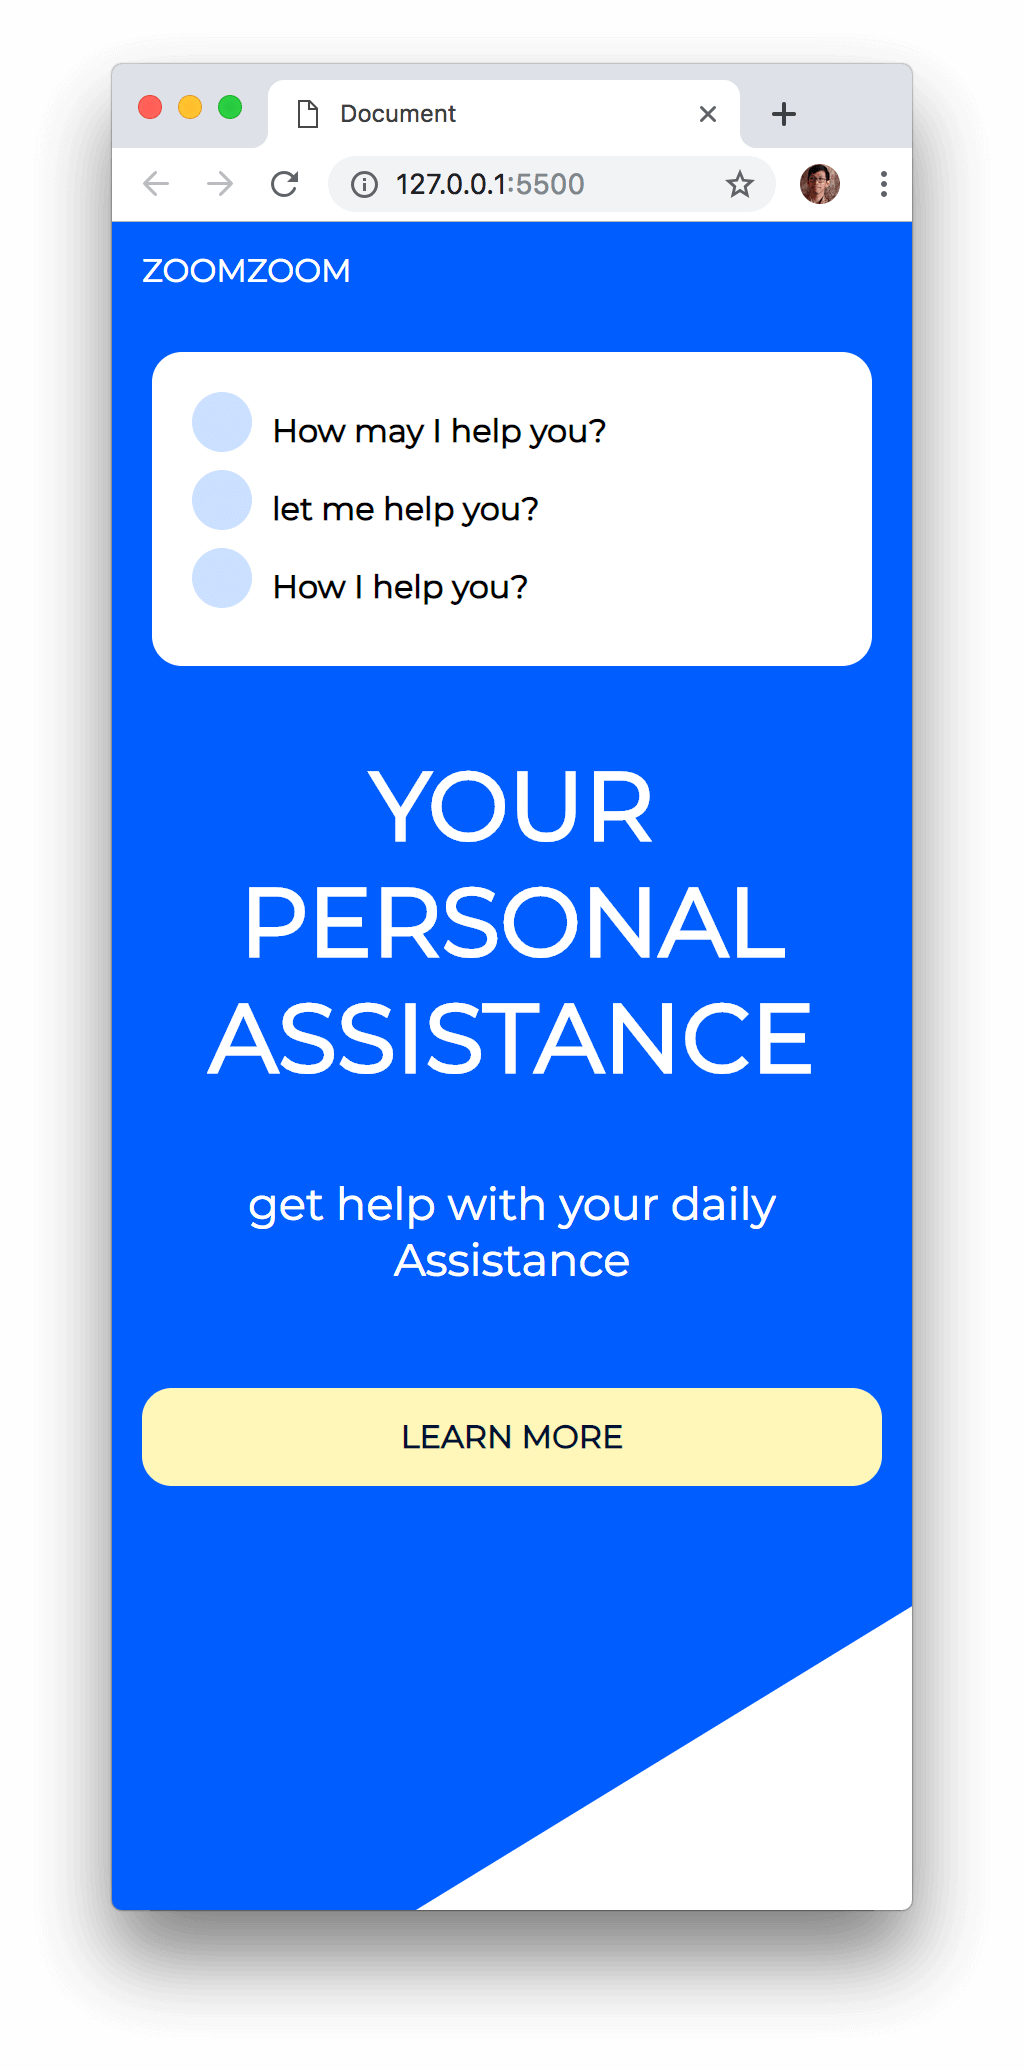 Document
127.0.0.1:5500
ZOOMZOOM
How may I help you?
let me help you?
How I help you?
YOUR
PERSONAL
ASSISTANCE
get help with your daily
Assistance
LEARN MORE